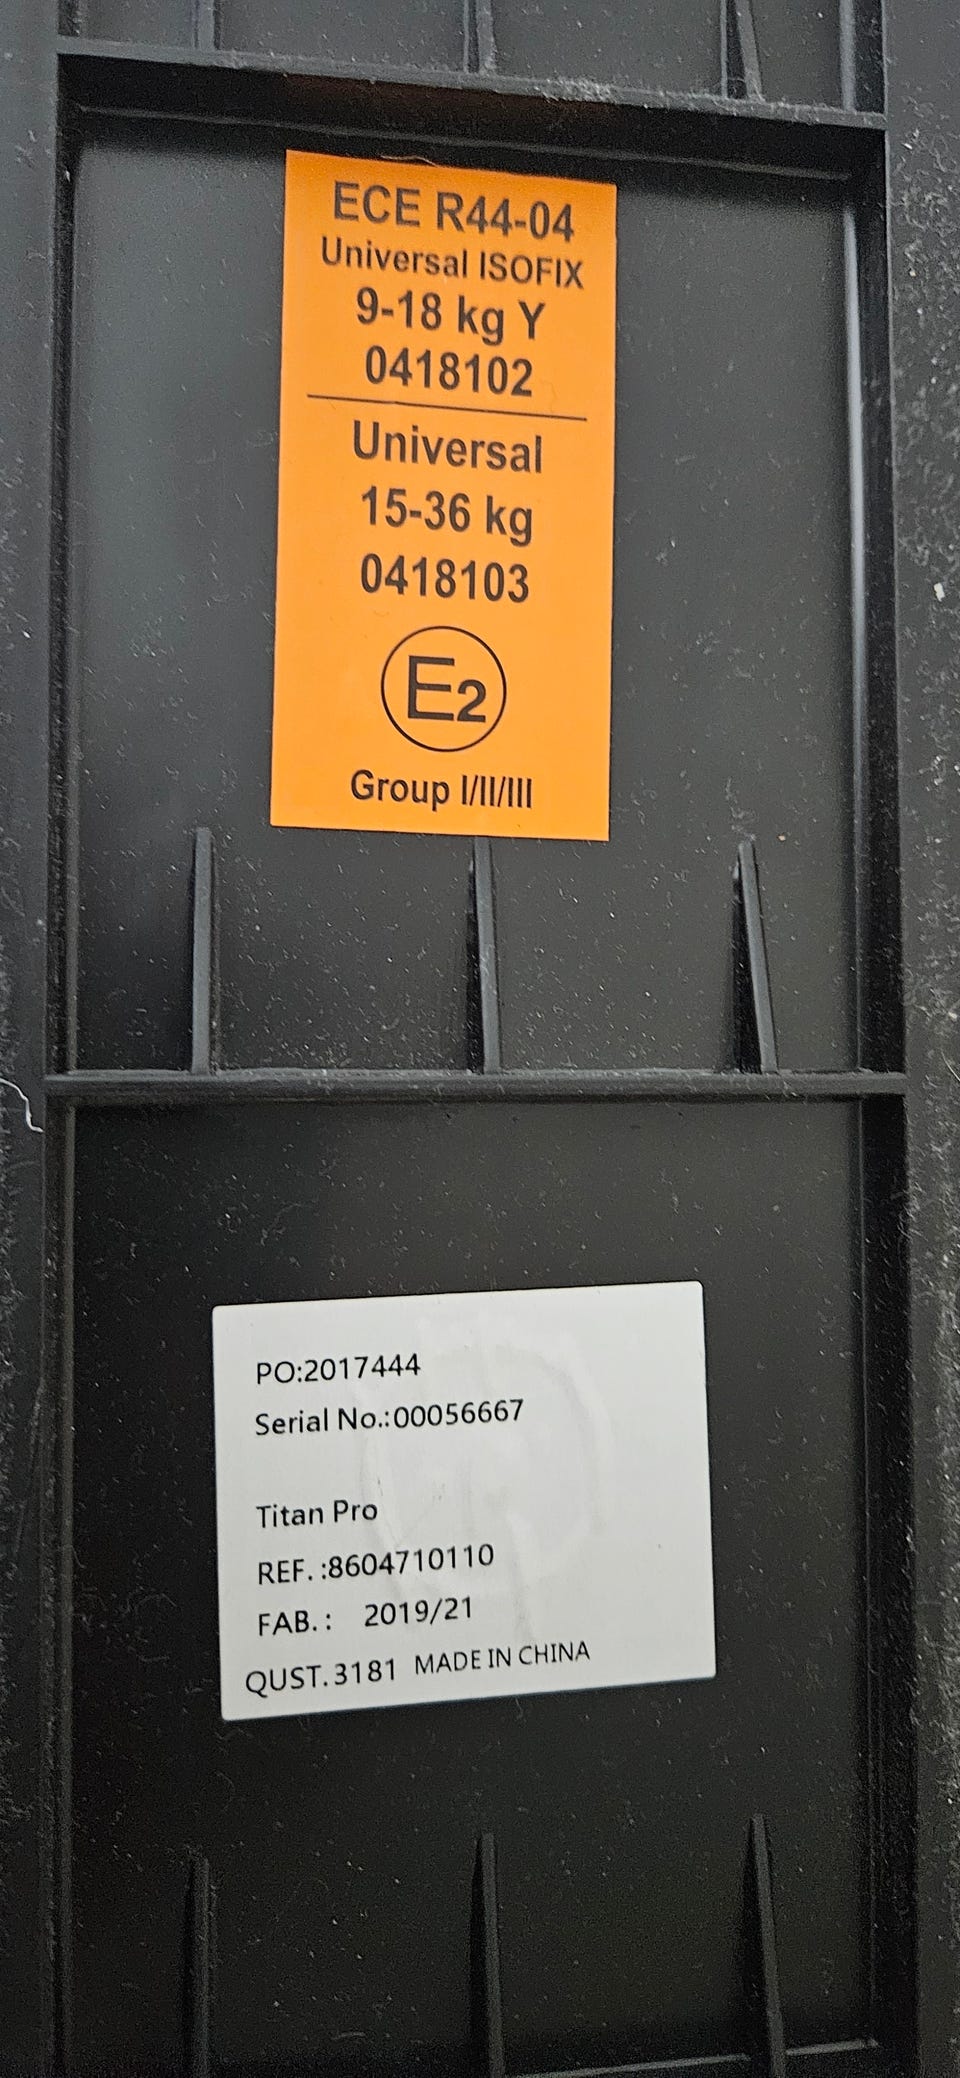 ECE R44-04
Universal ISOFIX
9-18 kg Y
0418102
Universal
15-36 kg
0418103
E2
Group I/II/III
PO:2017444
Serial No.:00056667
Titan Pro
REF.:8604710110
FAB.: 2019/21
QUST.3181 MADE IN CHINA